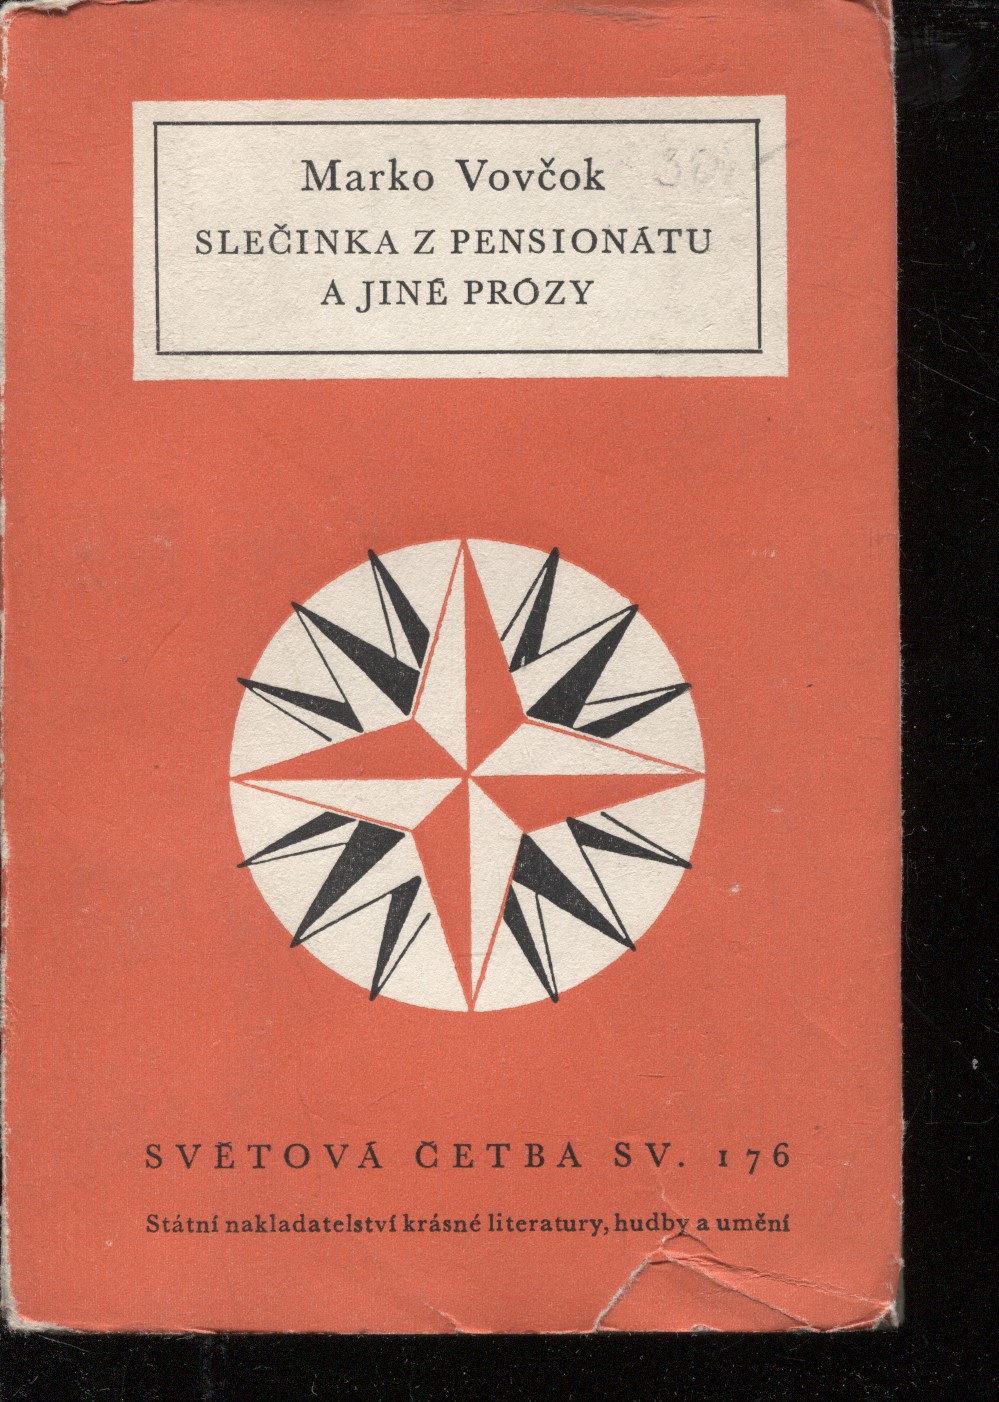 Marko Vovčok
SLEČINKA Z PENSIONÁTU
A JINÉ PRÓZY
SVĚTOVÁ ČETBA SV. 176
Státní nakladatelství krásné literatury, hudby a umění